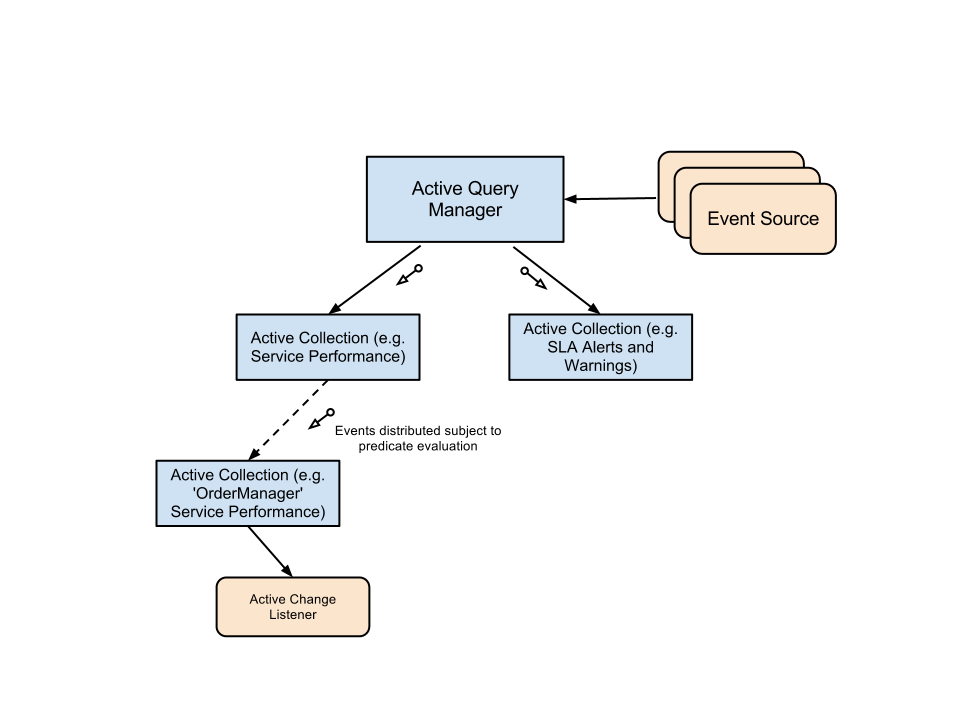 Active Query
Manager
Event Source
Active Collection (e.g.
Service Performance)
Active Collection (e.g.
SLA Alerts and
Warnings)
Events distributed subject to
predicate evaluation
Active Collection (e.g.
'OrderManager'
Service Performance)
Active Change
Listener